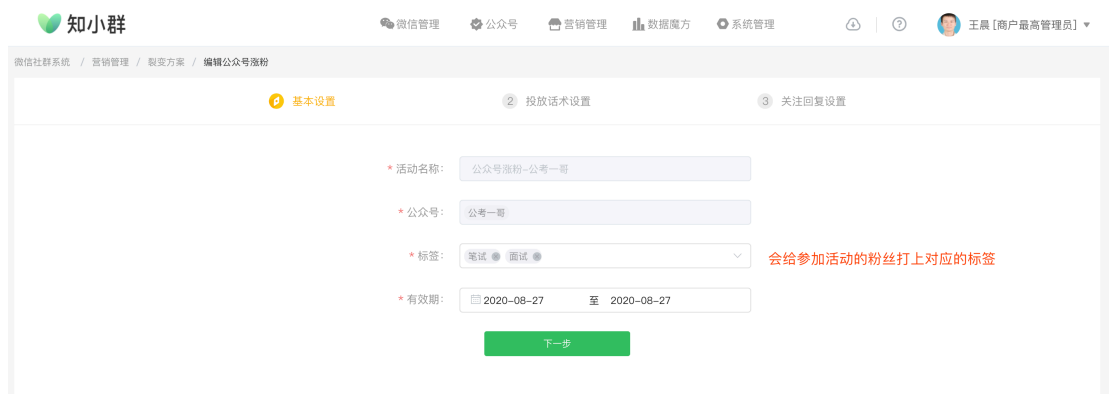 知小群 微信管理 公众号 营销管理 数据魔方 系统管理 王晨 [商户最高管理员]
微信社群系统 / 营销管理 / 裂变方案 / 编辑公众号涨粉
基本设置 2 投放话术设置 3 关注回复设置
* 活动名称: 公众号涨粉-公考一哥
* 公众号: 公考一哥
* 标签: 笔试 面试 会给参加活动的粉丝打上对应的标签
* 有效期: 2020-08-27 至 2020-08-27
下一步